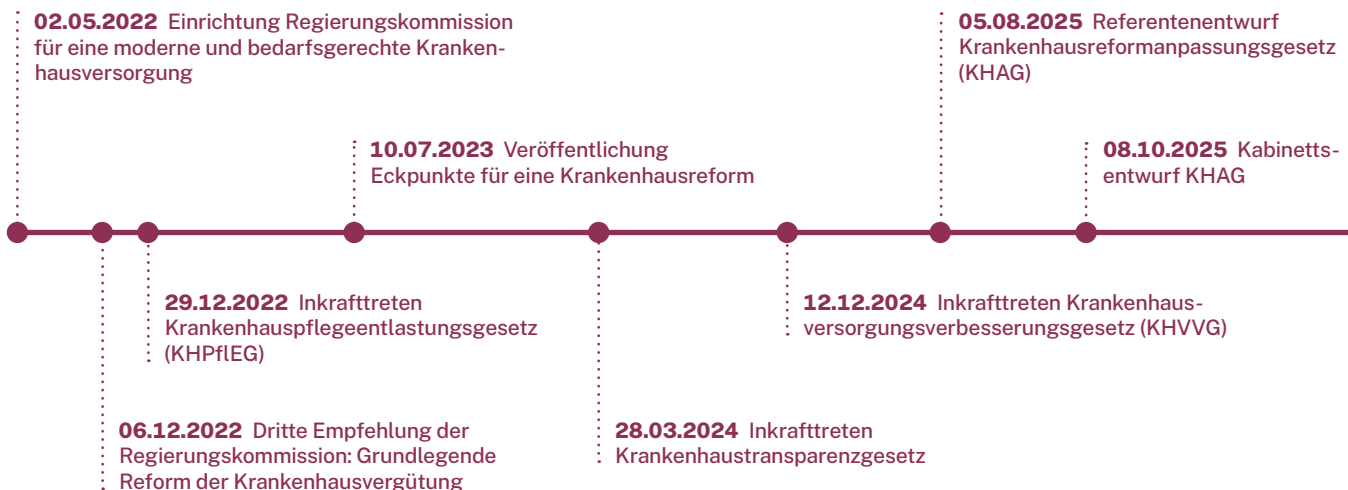 02.05.2022 Einrichtung Regierungskommission
für eine moderne und bedarfsgerechte Kranken-
hausversorgung
05.08.2025 Referentenentwurf
Krankenhausreformanpassungsgesetz
(KHAG)
10.07.2023 Veröffentlichung
Eckpunkte für eine Krankenhausreform
08.10.2025 Kabinetts-
entwurf KHAG
29.12.2022 Inkrafttreten
Krankenhauspflegeentlastungsgesetz
(KHPflEG)
12.12.2024 Inkrafttreten Krankenhaus-
versorgungsverbesserungsgesetz (KHVVG)
06.12.2022 Dritte Empfehlung der
Regierungskommission: Grundlegende
Reform der Krankenhausvergütung
28.03.2024 Inkrafttreten
Krankenhaustransparenzgesetz